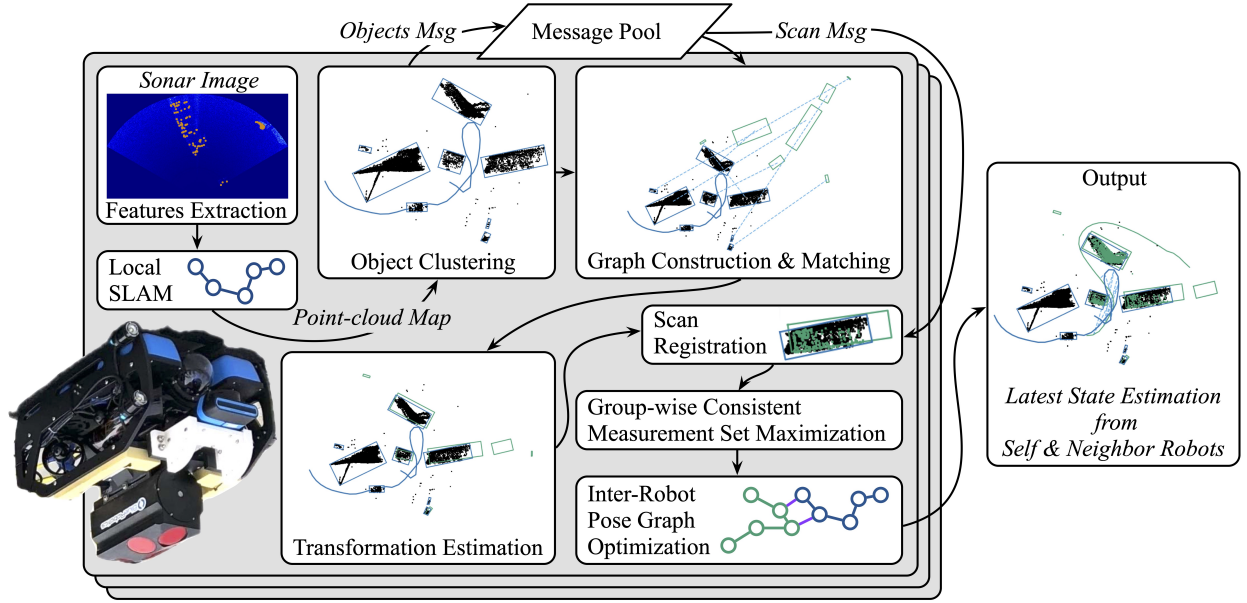 Objects Msg
Message Pool
Scan Msg
Sonar Image
Features Extraction
Object Clustering
Graph Construction & Matching
Local
SLAM
Point-cloud Map
Scan
Registration
Group-wise Consistent
Measurement Set Maximization
Transformation Estimation
Inter-Robot
Pose Graph
Optimization
Output
Latest State Estimation
from
Self & Neighbor Robots